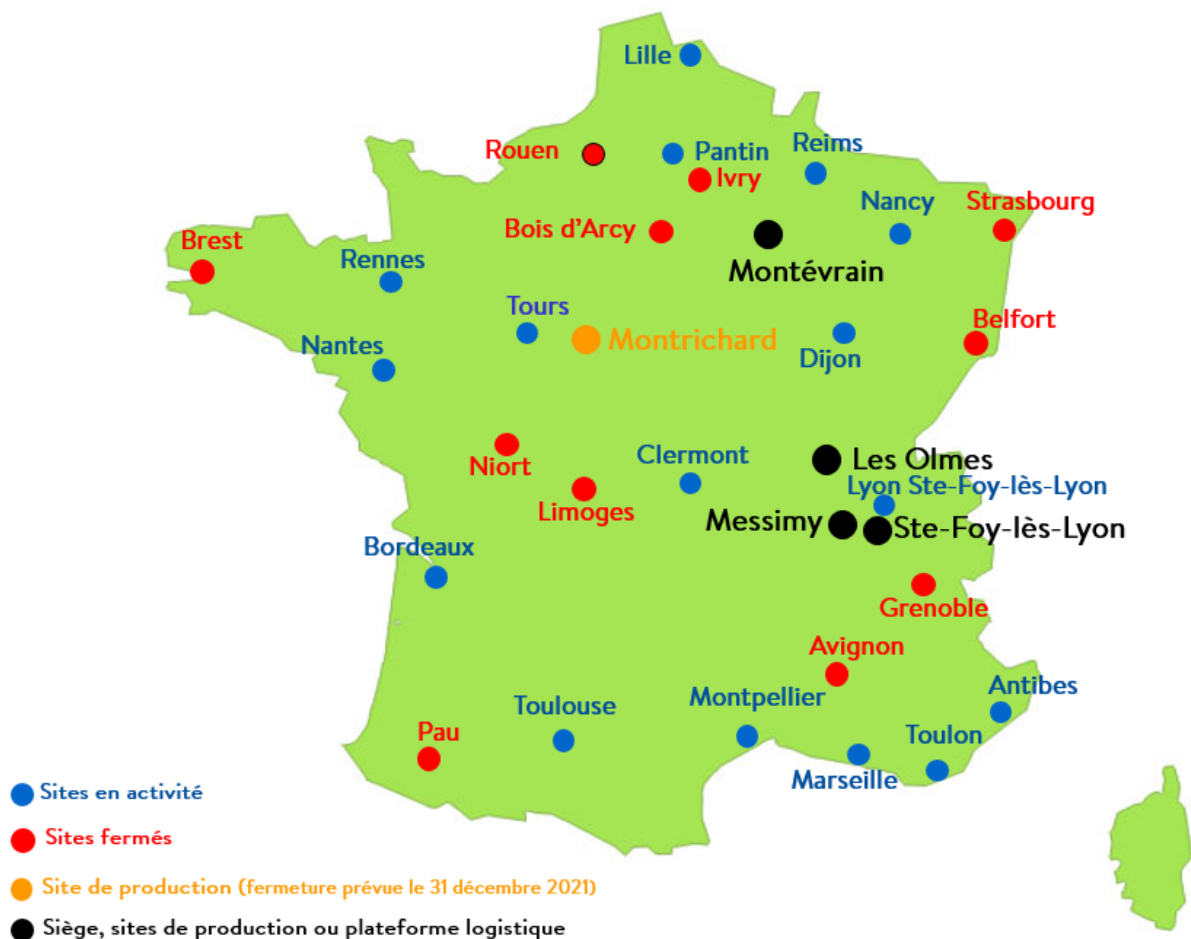 Lille
Rouen
Pantin
Reims
Ivry
Bois d'Arcy
Nancy
Strasbourg
Brest
Rennes
Montévrain
Tours
Montrichard
Belfort
Nantes
Dijon
Niort
Clermont
Les Olmes
Lyon Ste-Foy-lès-Lyon
Limoges
Messimy
Ste-Foy-lès-Lyon
Bordeaux
Grenoble
Avignon
Antibes
Montpellier
Toulouse
Pau
Toulon
Marseille
Sites en activité
Sites fermés
Site de production (fermeture prévue le 31 décembre 2021)
Siège, sites de production ou plateforme logistique